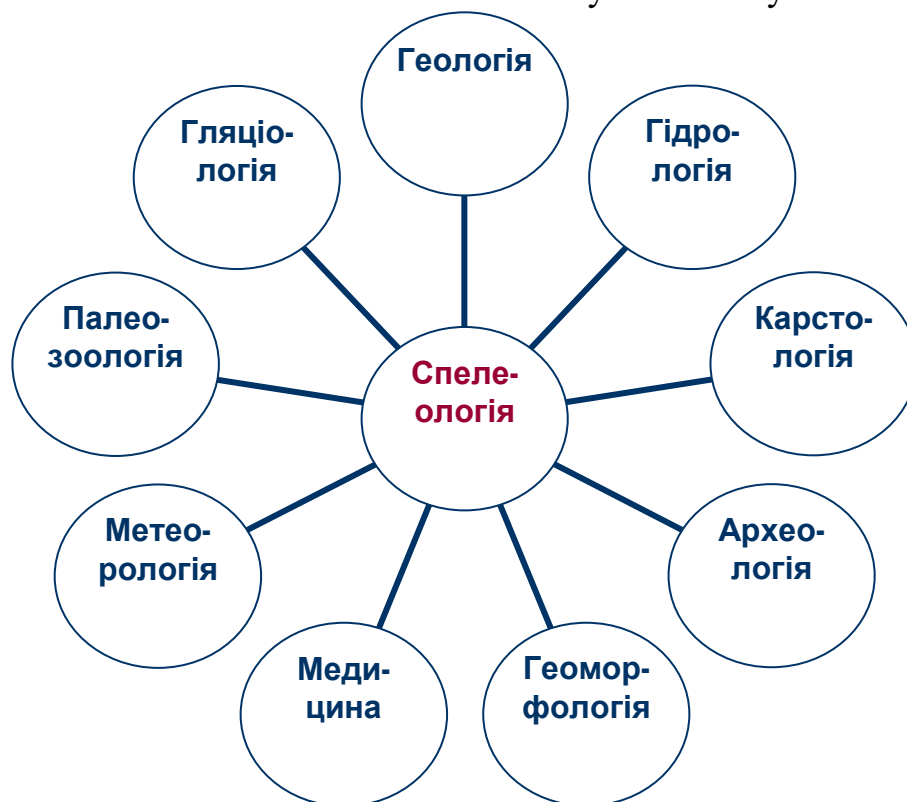 Геологія
Гідро-
логія
Карсто-
логія
Архео-
логія
Геомор-
фологія
Меди-
цина
Метео-
рологія
Палео-
зоологія
Гляціо-
логія
Спеле-
ологія